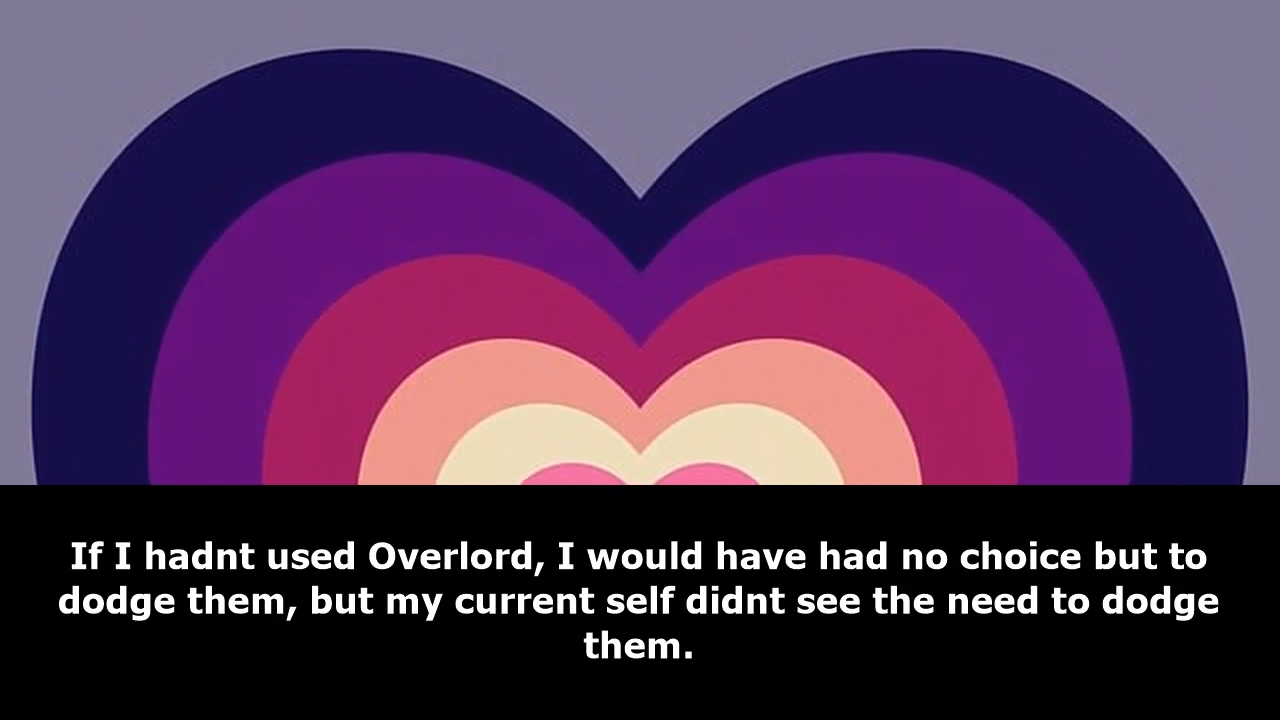 If I hadnt used Overlord, I would have had no choice but to
dodge them, but my current self didnt see the need to dodge
them.